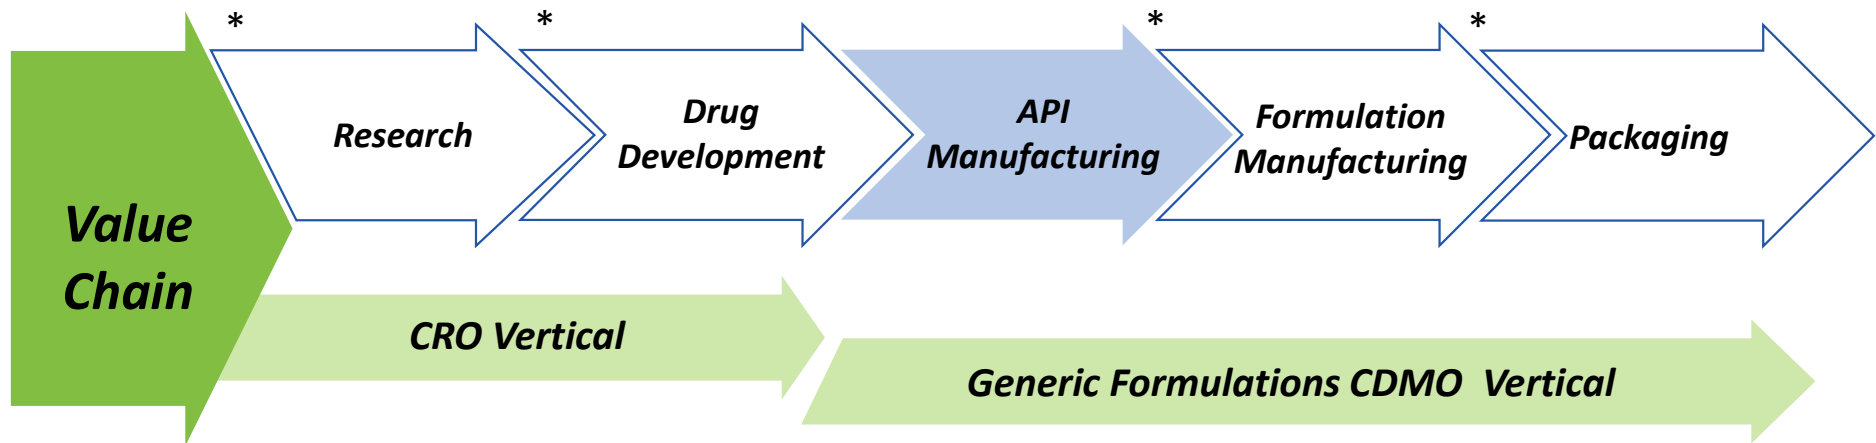 Value
Chain
*
Research
*
Drug
Development
API
Manufacturing
*
Formulation
Manufacturing
*
Packaging
CRO Vertical
Generic Formulations CDMO  Vertical